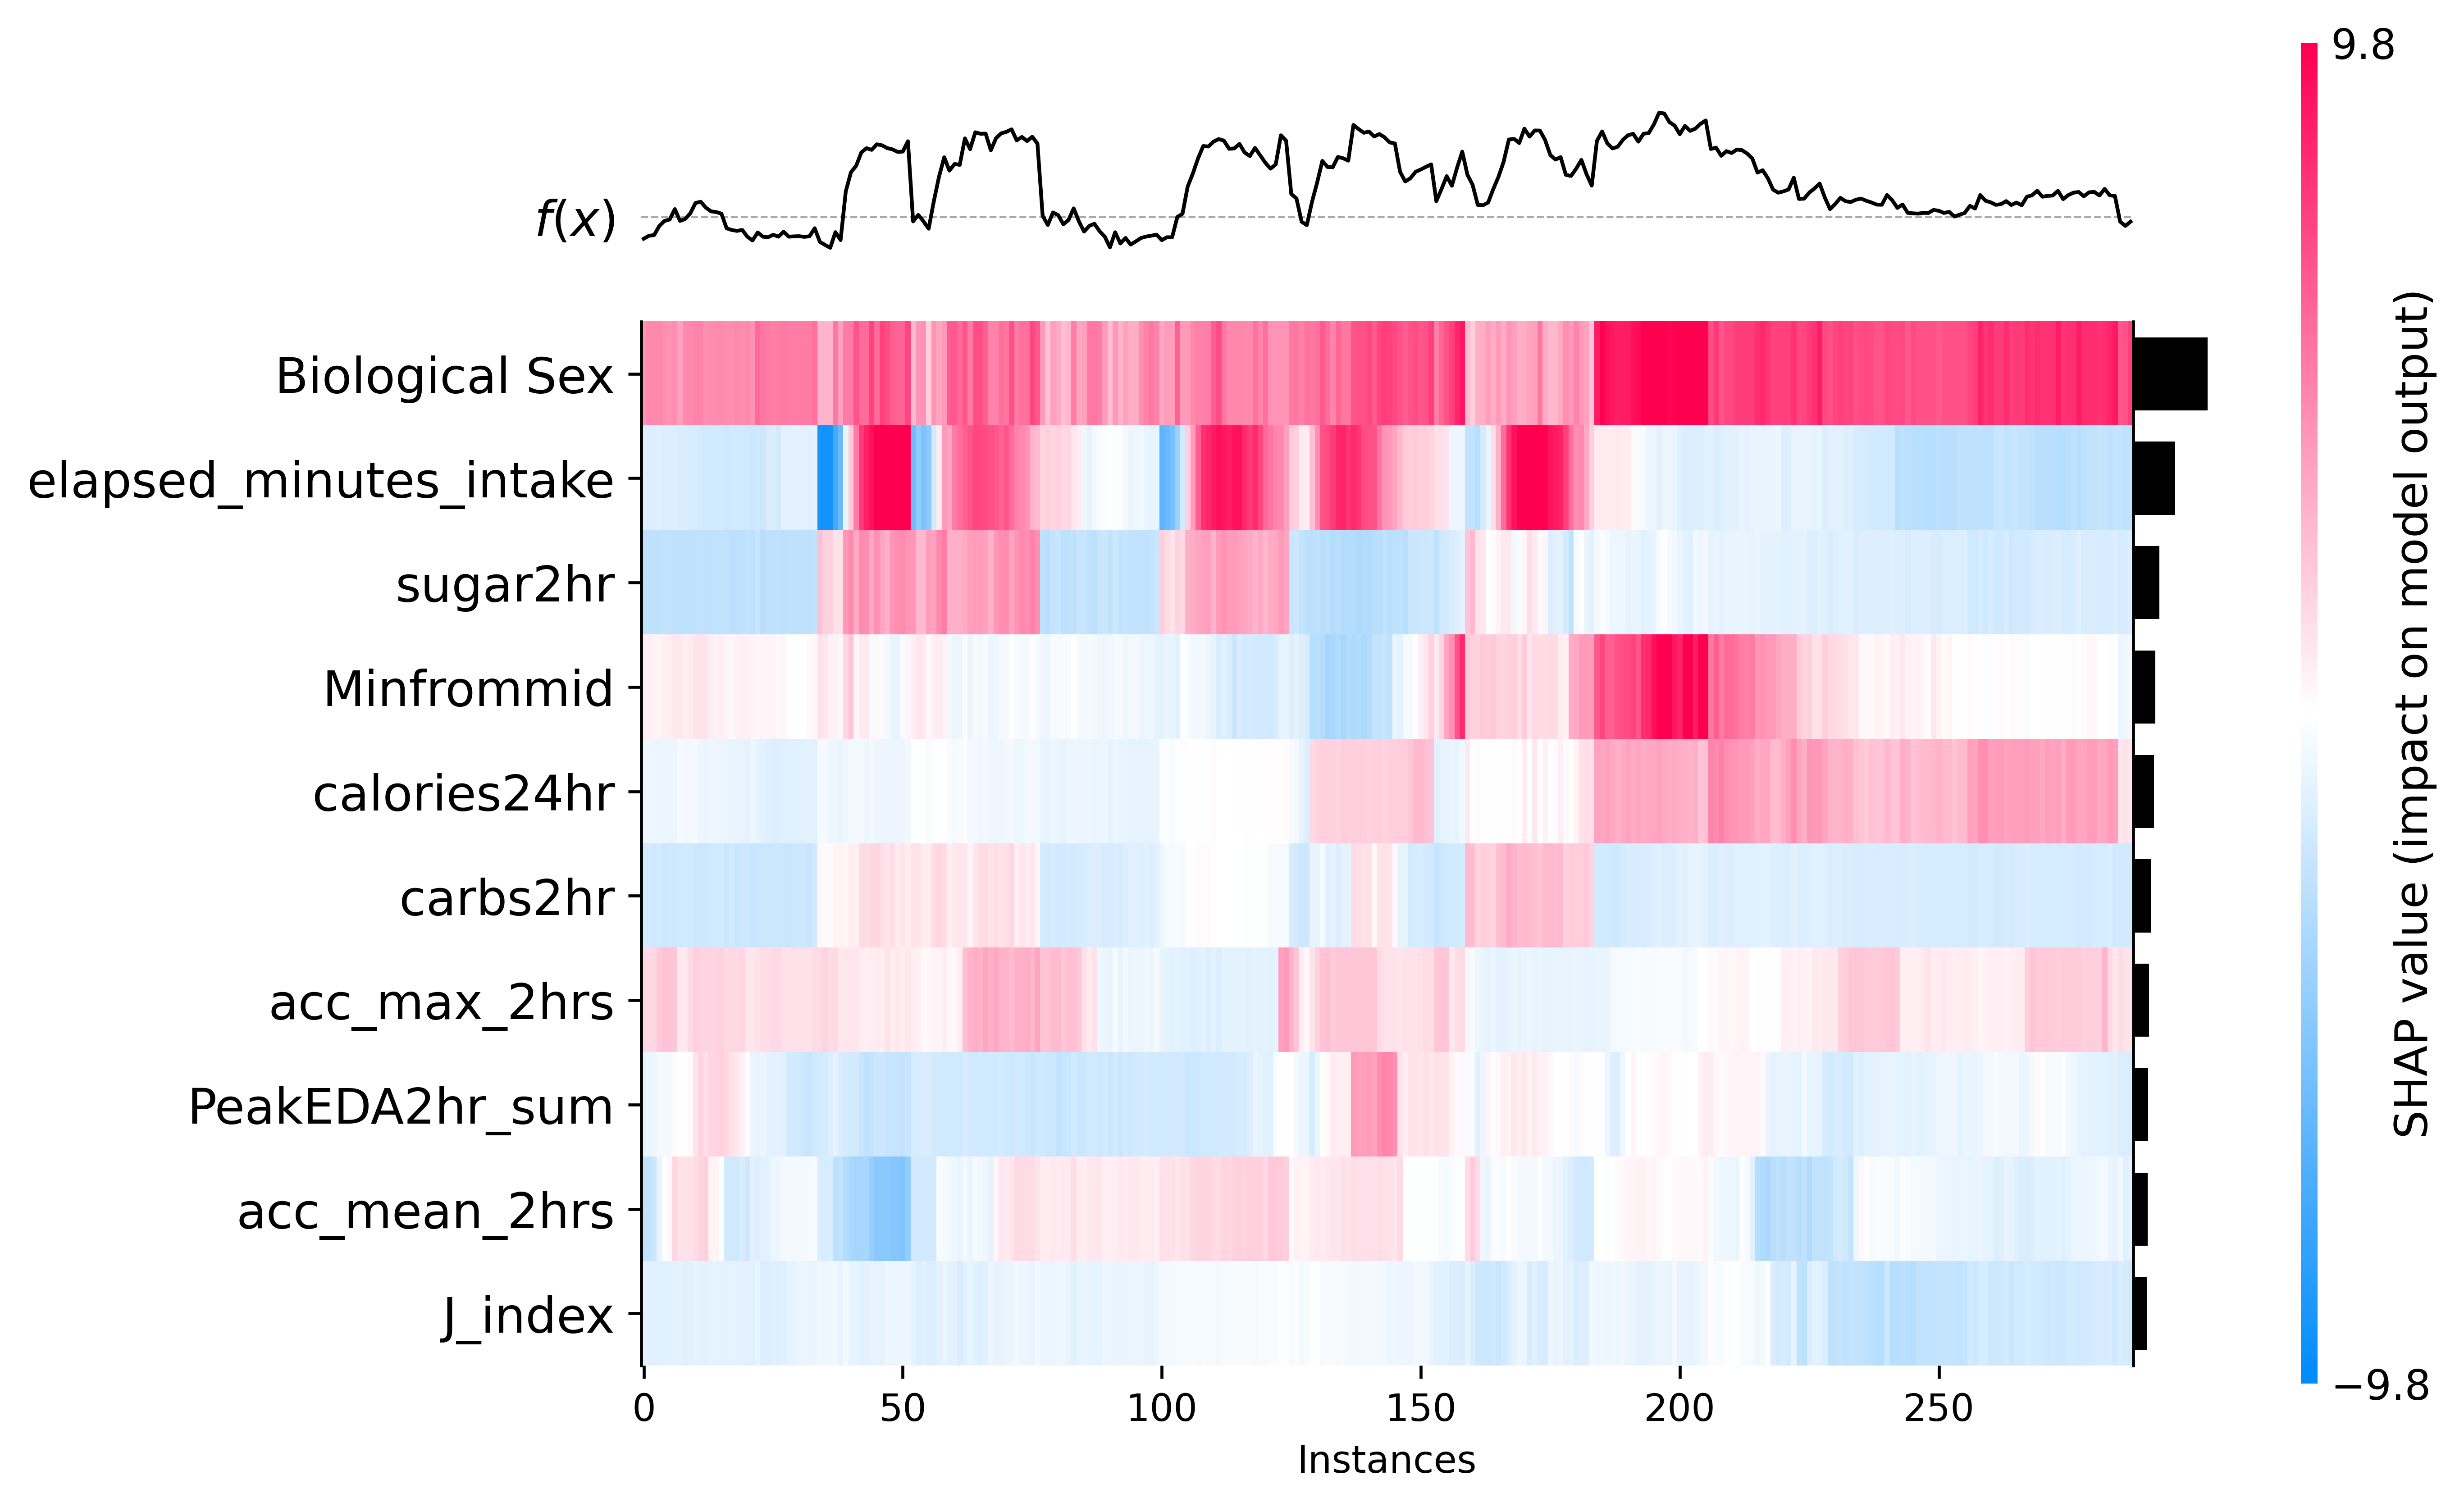 9.8
f(x)
Biological Sex
elapsed_minutes_intake
sugar2hr
Minfrommid
calories24hr
carbs2hr
acc_max_2hrs
PeakEDA2hr_sum
acc_mean_2hrs
J_index
0 50 100 150 200 250
Instances
SHAP value (impact on model output)
−9.8